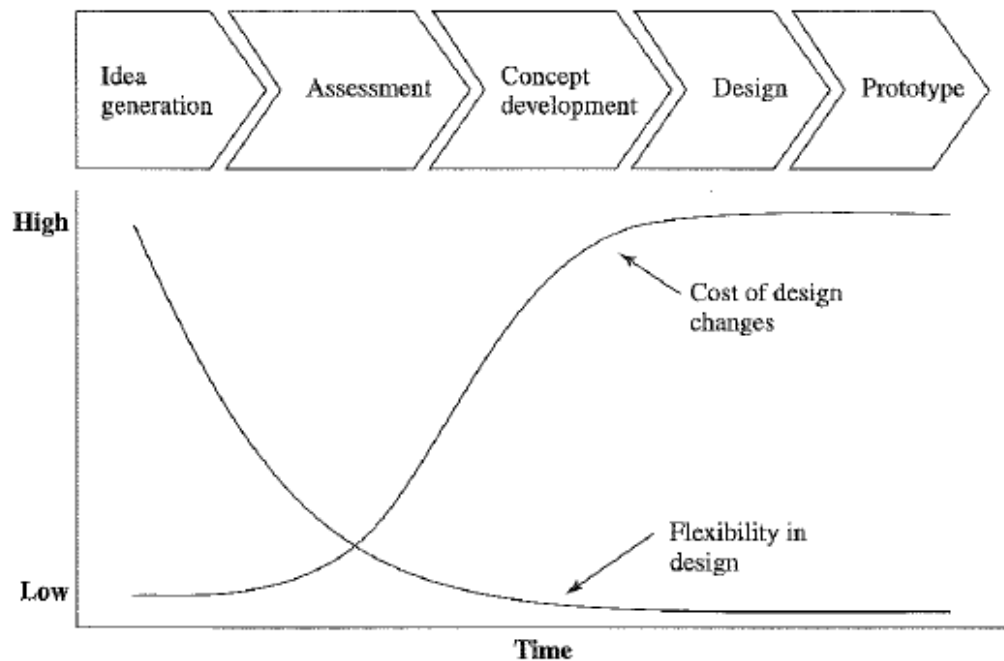 Idea
generation
Assessment
Concept
development
Design
Prototype
High
Cost of design
changes
Flexibility in
design
Low
Time